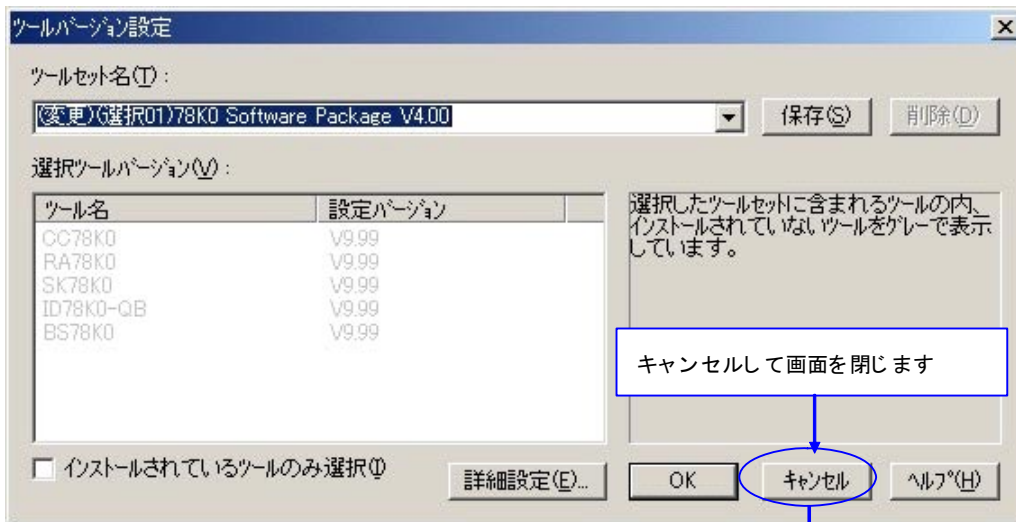 ツールバージョン設定
ツールセット名(T) :
(変更)(選択01)78K0 Software Package V4.00
保存(S)
削除(D)
選択ツールバージョン(V) :
ツール名 設定バージョン
CC78K0 V9.99
RA78K0 V9.99
SK78K0 V9.99
ID78K0-QB V9.99
BS78K0 V9.99
選択したツールセットに含まれるツールの内、
インストールされていないツールをグレーで表示
しています。
キャンセルして画面を閉じます
インストールされているツールのみ選択(I)
詳細設定(E)...
OK
キャンセル
ヘルプ(H)